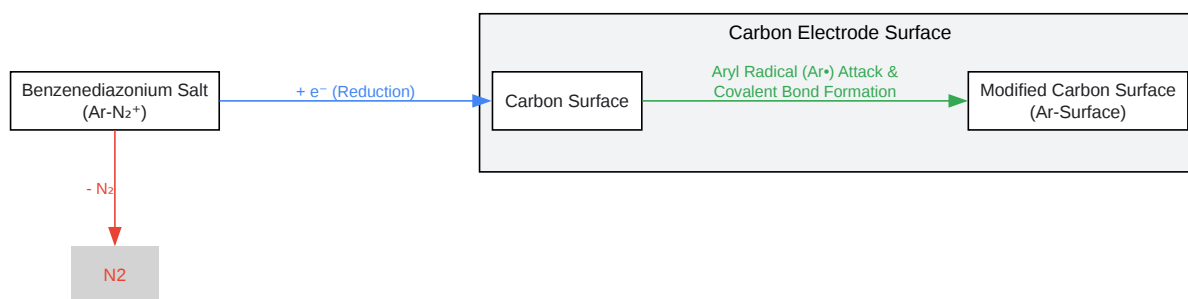 Carbon Electrode Surface
Benzenediazonium Salt
(Ar-N₂⁺)
+ e⁻ (Reduction)
Carbon Surface
Aryl Radical (Ar•) Attack &
Covalent Bond Formation
Modified Carbon Surface
(Ar-Surface)
- N₂
N2